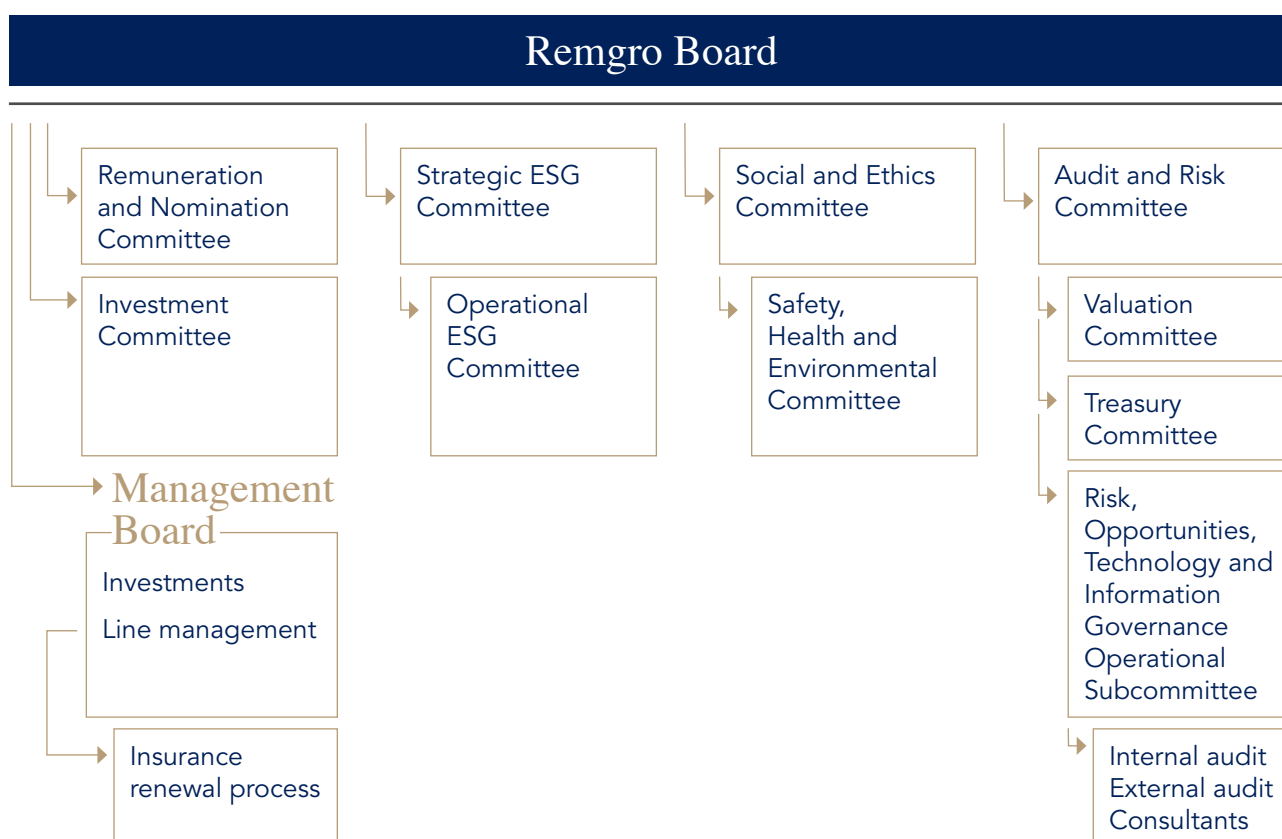 Remgro Board
Remuneration
and Nomination
Committee
Investment
Committee
Management
Board
Investments
Line management
Insurance
renewal process
Strategic ESG
Committee
Operational
ESG
Committee
Social and Ethics
Committee
Safety,
Health and
Environmental
Committee
Audit and Risk
Committee
Valuation
Committee
Treasury
Committee
Risk,
Opportunities,
Technology and
Information
Governance
Operational
Subcommittee
Internal audit
External audit
Consultants